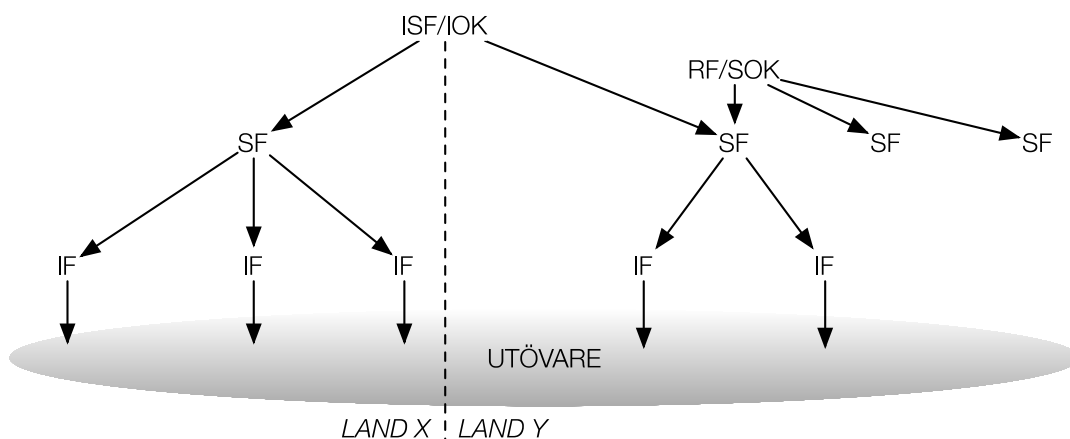 ISF/IOK
RF/SOK
SF SF SF SF
IF IF IF IF IF
UTÖVARE
LAND X LAND Y